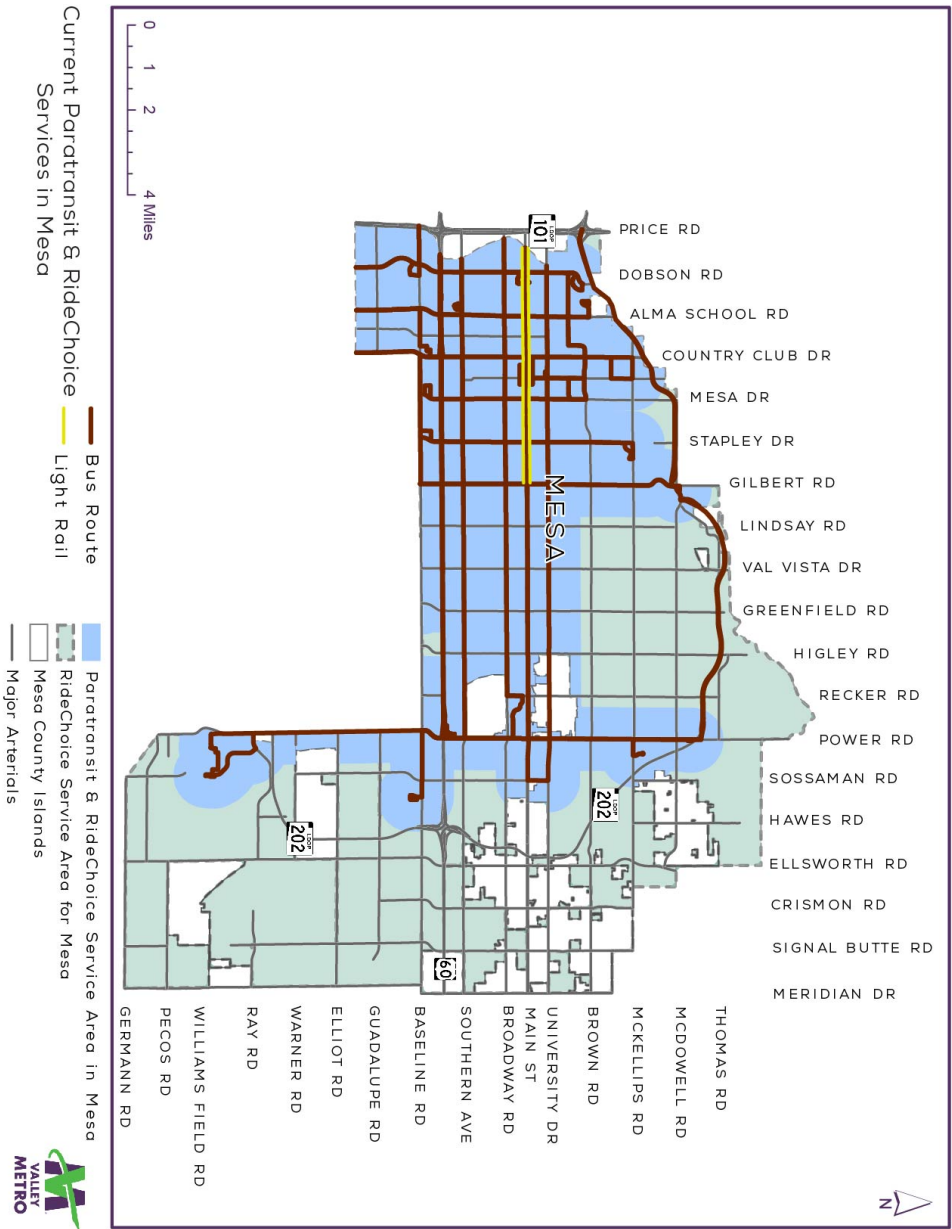 PRICE RD
DOBSON RD
ALMA SCHOOL RD
COUNTRY CLUB DR
MESA DR
STAPLEY DR
GILBERT RD
LINDSAY RD
VAL VISTA DR
GREENFIELD RD
HIGLEY RD
RECKER RD
POWER RD
SOSSAMAN RD
HAWES RD
ELLSWORTH RD
CRISMON RD
SIGNAL BUTTE RD
MERIDIAN DR
THOMAS RD
MCDOWELL RD
MCKELLIPS RD
BROWN RD
UNIVERSITY DR
MAIN ST
BROADWAY RD
SOUTHERN AVE
BASELINE RD
GUADALUPE RD
ELLIOT RD
WARNER RD
RAY RD
WILLIAMS FIELD RD
PECOS RD
GERMANN RD
LOOP
101
MESA
LOOP
202
LOOP
202
60
N
0 1 2 4 Miles
Current Paratransit & RideChoice
Services in Mesa
Bus Route
Light Rail
Paratransit & RideChoice Service Area in Mesa
RideChoice Service Area for Mesa
Mesa County Islands
Major Arterials
VALLEY
METRO